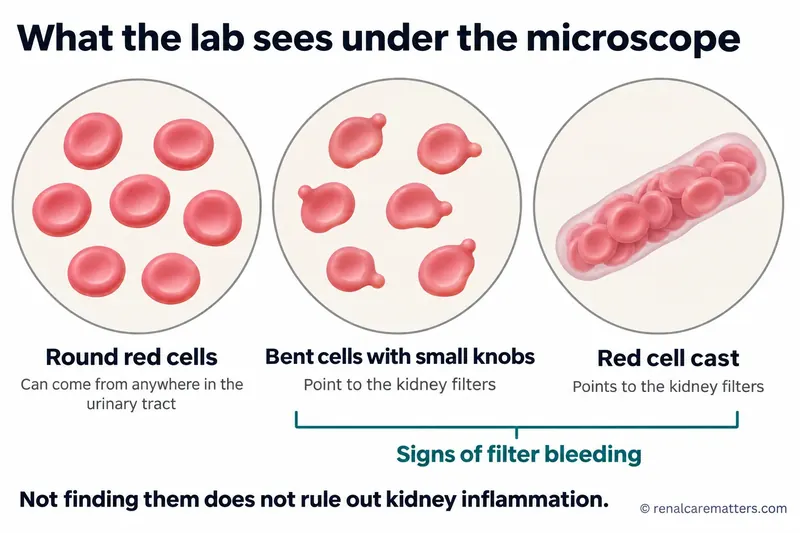 What the lab sees under the microscope
Round red cells
Can come from anywhere in the
urinary tract
Bent cells with small knobs
Point to the kidney filters
Red cell cast
Points to the kidney filters
Signs of filter bleeding
Not finding them does not rule out kidney inflammation.
© renalcarematters.com